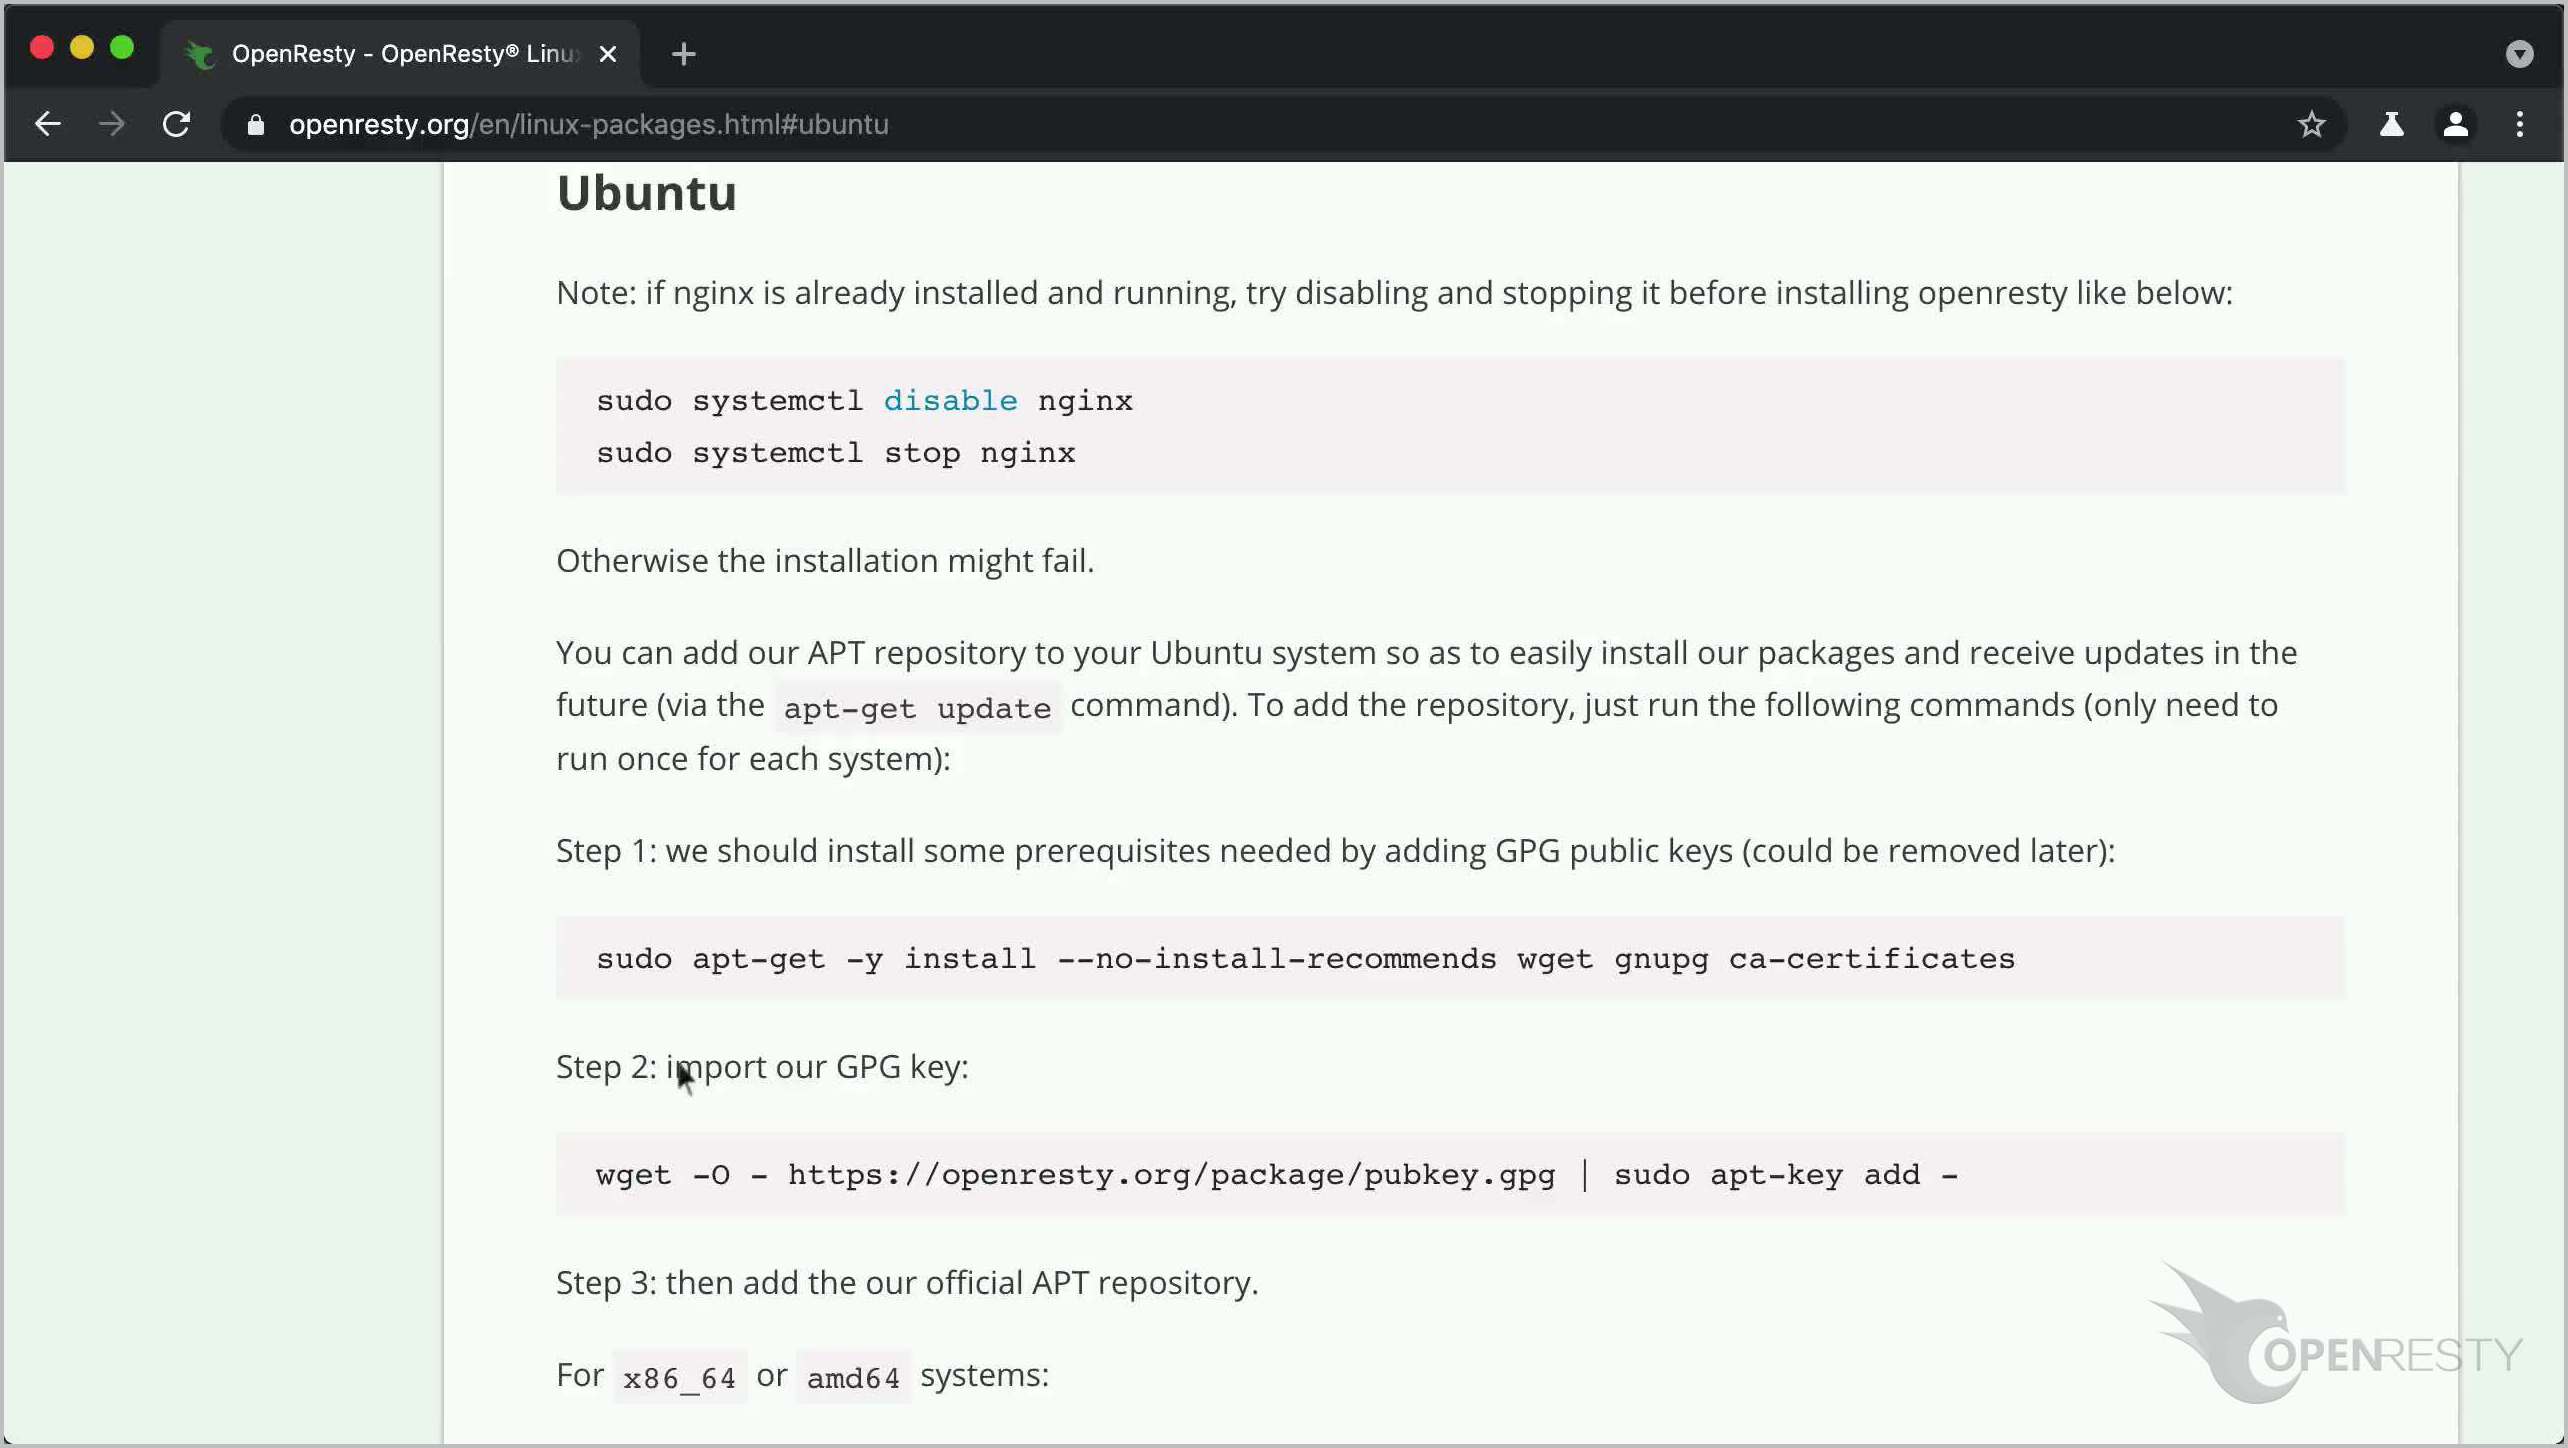 OpenResty - OpenResty® Linux
openresty.org/en/linux-packages.html#ubuntu
Ubuntu
Note: if nginx is already installed and running, try disabling and stopping it before installing openresty like below:
sudo systemctl disable nginx
sudo systemctl stop nginx
Otherwise the installation might fail.
You can add our APT repository to your Ubuntu system so as to easily install our packages and receive updates in the
future (via the apt-get update command). To add the repository, just run the following commands (only need to
run once for each system):
Step 1: we should install some prerequisites needed by adding GPG public keys (could be removed later):
sudo apt-get -y install --no-install-recommends wget gnupg ca-certificates
Step 2: import our GPG key:
wget -O - https://openresty.org/package/pubkey.gpg | sudo apt-key add -
Step 3: then add the our official APT repository.
For x86_64 or amd64 systems:
OPENRESTY